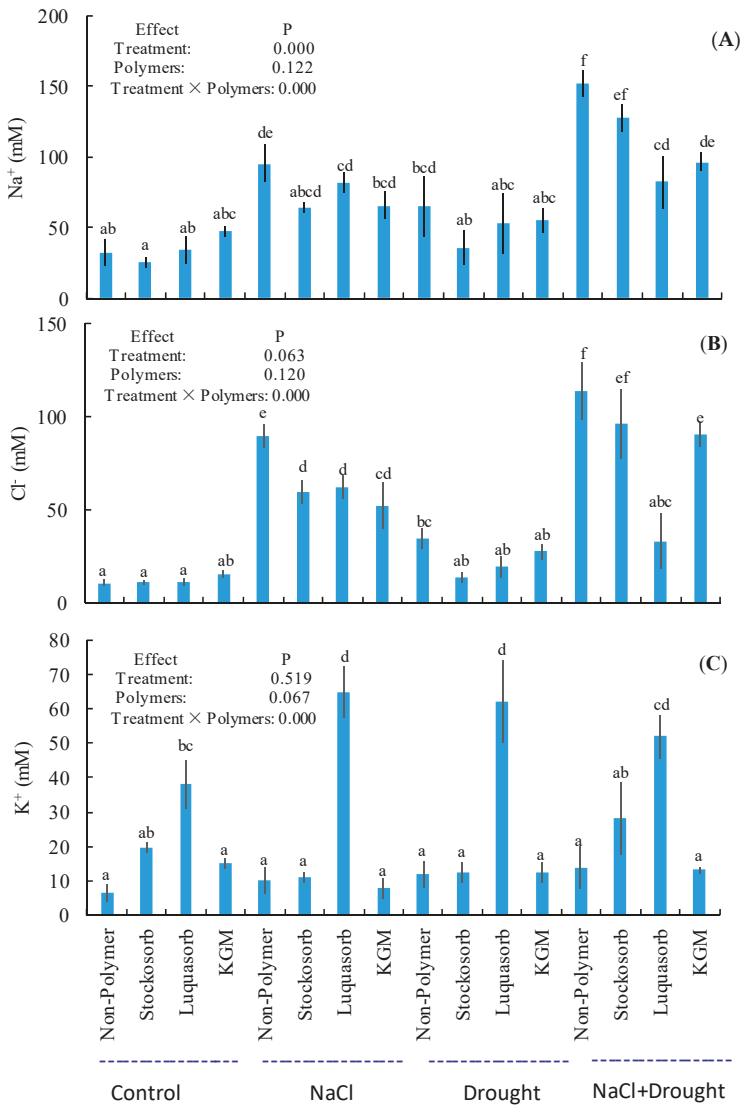 (A)
Effect P
Treatment: 0.000
Polymers: 0.122
Treatment × Polymers: 0.000
Na⁺ (mM)
200
150
100
50
0
ab a ab abc de abcd cd bcd bcd ab abc abc f ef cd de
(B)
Effect P
Treatment: 0.063
Polymers: 0.120
Treatment × Polymers: 0.000
Cl⁻ (mM)
150
100
50
0
a a a ab e d d cd bc ab ab ab f ef abc e
(C)
Effect P
Treatment: 0.519
Polymers: 0.067
Treatment × Polymers: 0.000
K⁺ (mM)
80
70
60
50
40
30
20
10
0
a ab bc a a a d a a a d a a ab cd a
Non-Polymer Stockosorb Luquasorb KGM Non-Polymer Stockosorb Luquasorb KGM Non-Polymer Stockosorb Luquasorb KGM Non-Polymer Stockosorb Luquasorb KGM
Control NaCl Drought NaCl+Drought